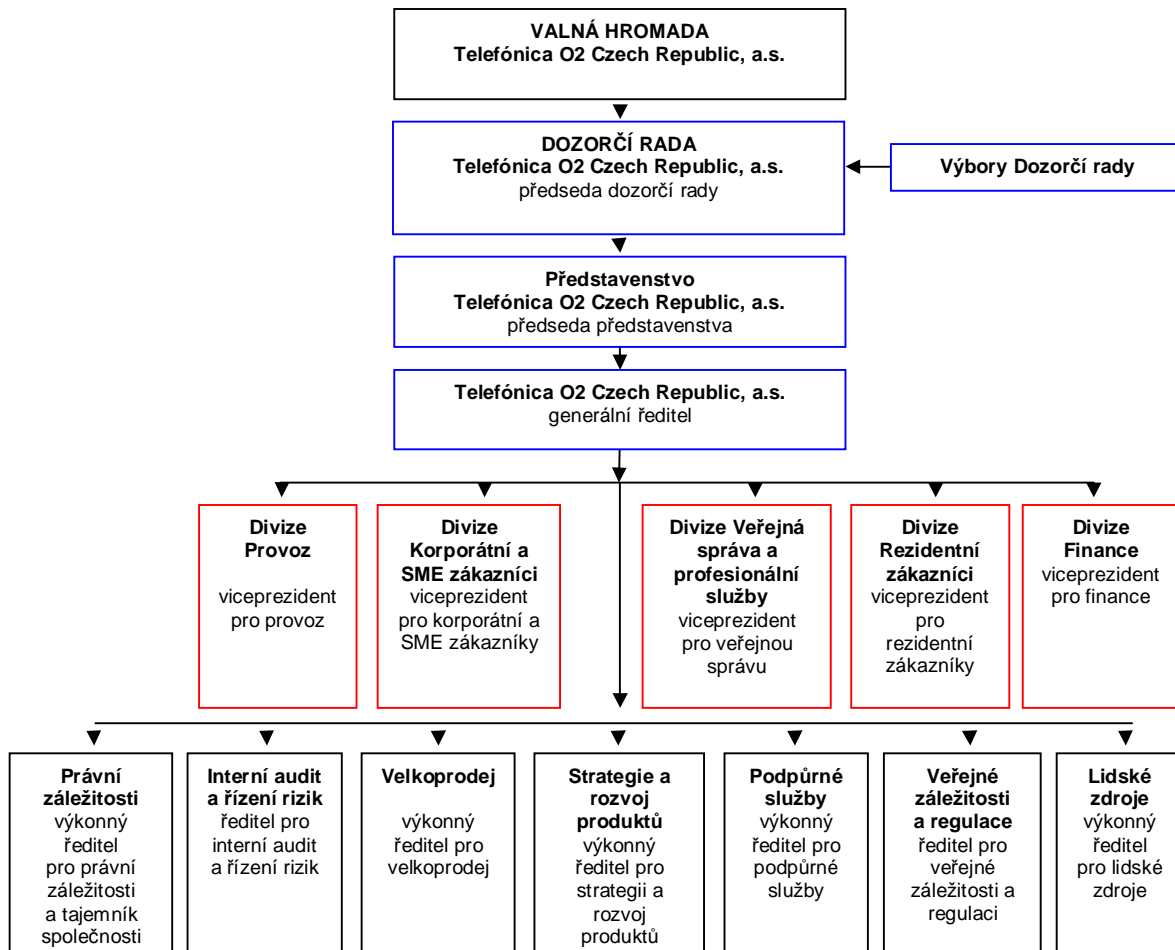 VALNÁ HROMADA
Telefónica O2 Czech Republic, a.s.
DOZORČÍ RADA
Telefónica O2 Czech Republic, a.s.
předseda dozorčí rady
Výbory Dozorčí rady
Představenstvo
Telefónica O2 Czech Republic, a.s.
předseda představenstva
Telefónica O2 Czech Republic, a.s.
generální ředitel
Divize
Provoz
viceprezident
pro provoz
Divize
Korporátní a
SME zákazníci
viceprezident
pro korporátní a
SME zákazníky
Divize Veřejná
správa a
profesionální
služby
viceprezident
pro veřejnou
správu
Divize
Rezidentní
zákazníci
viceprezident
pro
rezidentní
zákazníky
Divize
Finance
viceprezident
pro finance
Právní
záležitosti
výkonný
ředitel
pro právní
záležitosti
a tajemník
společnosti
Interní audit
a řízení rizik
ředitel pro
interní audit
a řízení rizik
Velkoprodej
výkonný
ředitel pro
velkoprodej
Strategie a
rozvoj
produktů
výkonný
ředitel pro
strategii a
rozvoj
produktů
Podpůrné
služby
výkonný
ředitel pro
podpůrné
služby
Veřejné
záležitosti
a regulace
ředitel pro
veřejné
záležitosti a
regulaci
Lidské
zdroje
výkonný
ředitel
pro lidské
zdroje